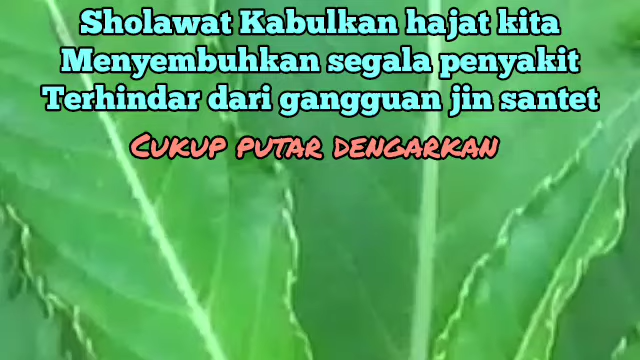 Sholawat Kabulkan hajat kita
Menyembuhkan segala penyakit
Terhindar dari gangguan jin santet
Cukup putar dengarkan